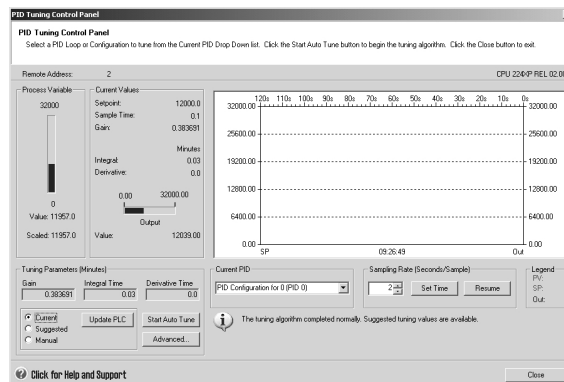 PID Tuning Control Panel
PID Tuning Control Panel
Select a PID Loop or Configuration to tune from the Current PID Drop Down list. Click the Start Auto Tune button to begin the tuning algorithm. Click the Close button to exit.
Remote Address: 2
CPU 224XP REL 02.0
Process Variable
32000
0
Value: 11957.0
Scaled: 11957.0
Current Values
Setpoint: 12000.0
Sample Time: 0.1
Gain: 0.383691
Minutes
Integral: 0.03
Derivative: 0.0
0.00 32000.00
Output
Value: 12039.00
120s 110s 100s 90s 80s 70s 60s 50s 40s 30s 20s 10s 0s
32000.00 32000.00
25600.00 25600.00
19200.00 19200.00
12800.00 12800.00
6400.00 6400.00
0.00 0.00
SP 09:26:49 Out
Tuning Parameters (Minutes)
Gain Integral Time Derivative Time
0.383691 0.03 0.0
Current
Suggested
Manual
Update PLC
Start Auto Tune
Advanced...
Current PID
PID Configuration for 0 (PID 0)
Sampling Rate (Seconds/Sample)
2 Set Time Resume
Legend
PV:
SP:
Out:
The tuning algorithm completed normally. Suggested tuning values are available.
Click for Help and Support
Close